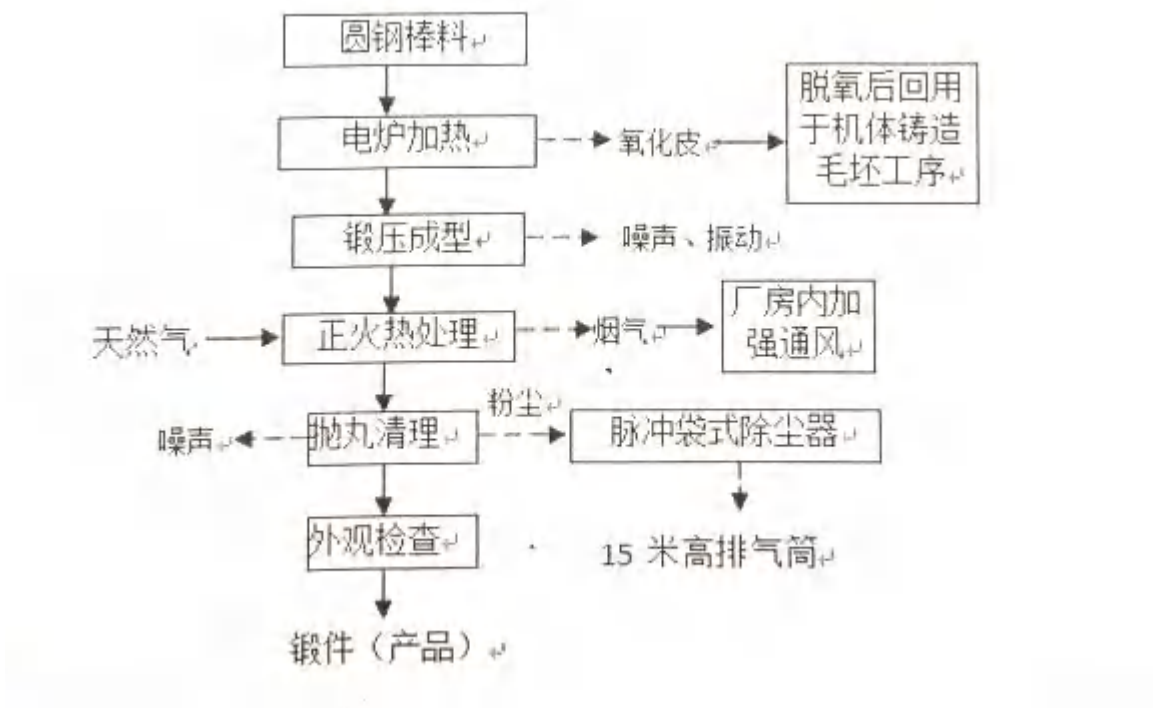 圆钢棒料
电炉加热
氧化皮
脱氧后回用
于机体铸造
毛坯工序
锻压成型
噪声、振动
天然气
正火热处理
烟气
厂房内加
强通风
噪声
抛丸清理
粉尘
脉冲袋式除尘器
外观检查
15 米高排气筒
锻件（产品）